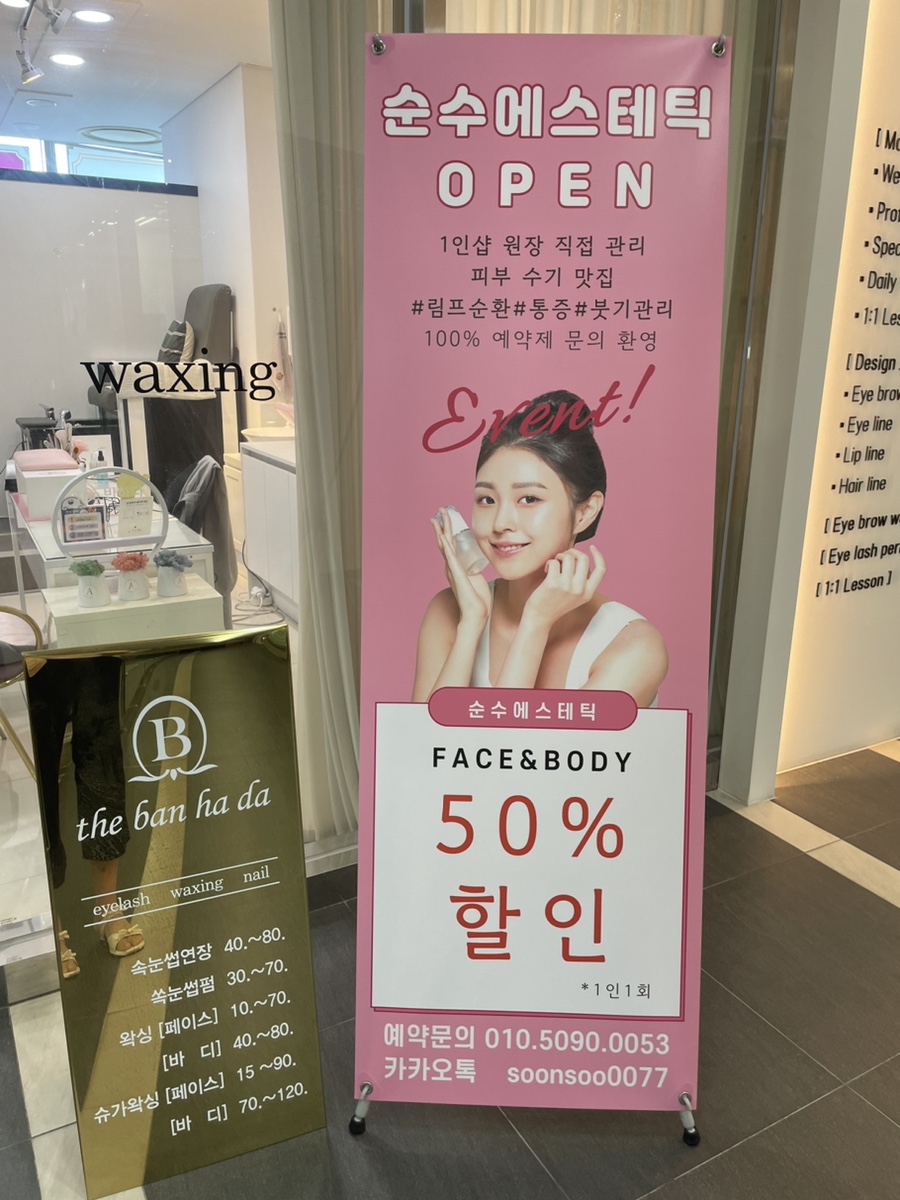 순수에스테틱
OPEN
1인샵 원장 직접 관리
피부 수기 맛집
#림프순환#통증#붓기관리
100% 예약제 문의 환영
Event!
순수에스테틱
FACE&BODY
50%
할인
*1인1회
예약문의 010.5090.0053
카카오톡 soonsoo0077
waxing
B
the ban ha da
eyelash waxing nail
속눈썹연장 40.~80.
쏙눈썹펌 30.~70.
왁싱 [페이스] 10.~70.
[바 디] 40.~80.
슈가왁싱 [페이스] 15 ~90.
[바 디] 70.~120.
• Daily
[ Design
• Eye brow
• Eye line
• Lip line
• Hair line
[ Eye brow
[ Eye lash
[ 1:1 Lesson ]